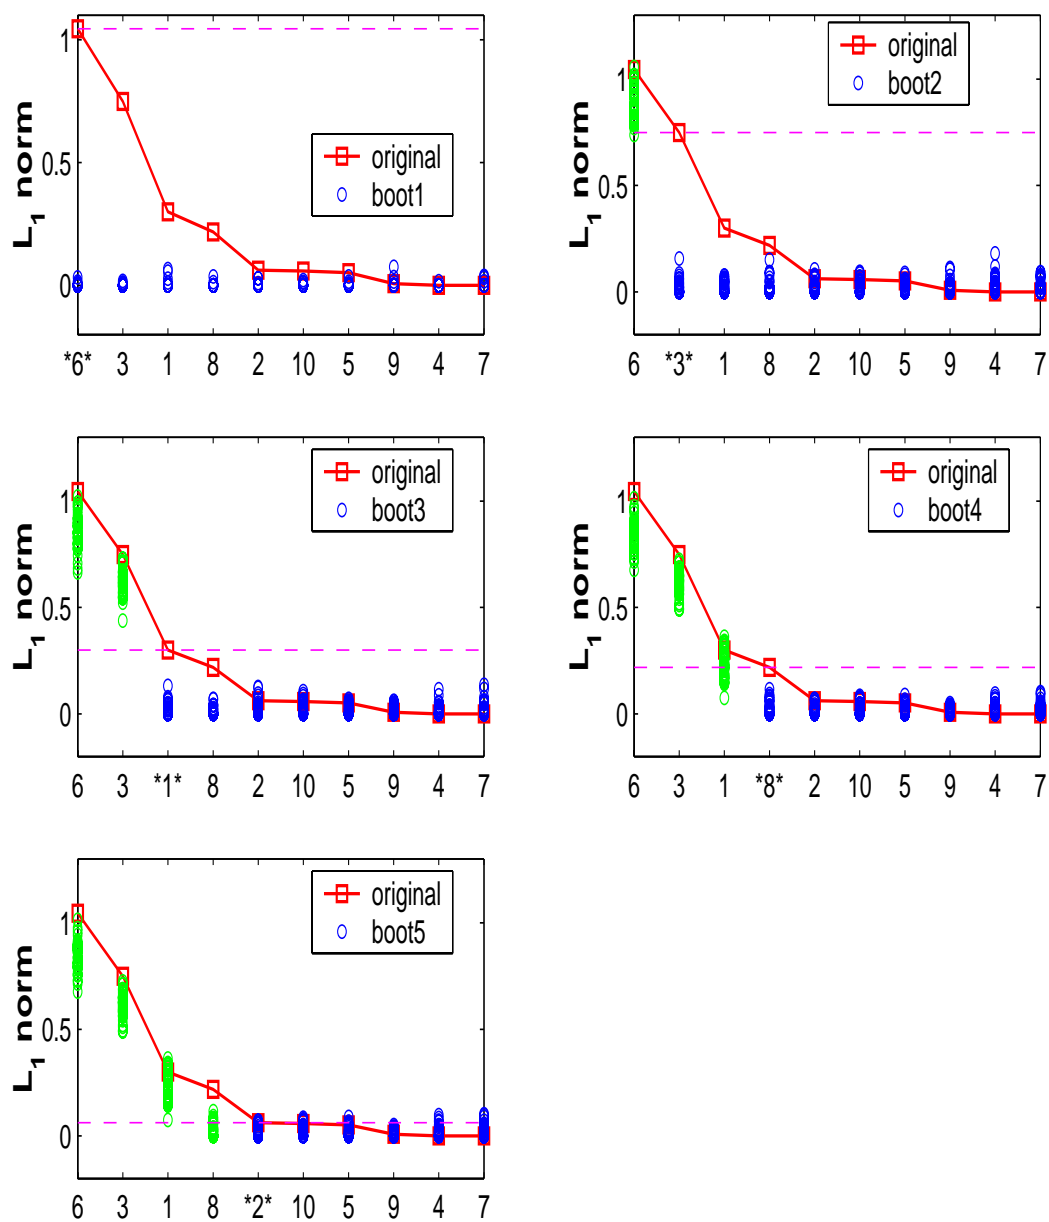 1
0.5
0
L1 norm
original
boot1
*6* 3 1 8 2 10 5 9 4 7
1
0.5
0
L1 norm
original
boot2
6 *3* 1 8 2 10 5 9 4 7
1
0.5
0
L1 norm
original
boot3
6 3 *1* 8 2 10 5 9 4 7
1
0.5
0
L1 norm
original
boot4
6 3 1 *8* 2 10 5 9 4 7
1
0.5
0
L1 norm
original
boot5
6 3 1 8 *2* 10 5 9 4 7